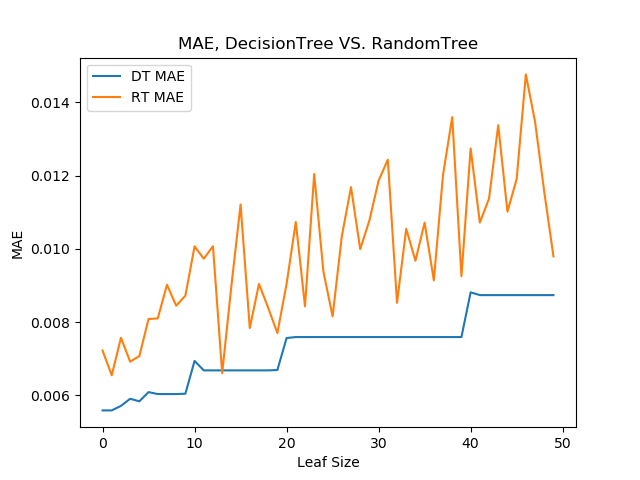 MAE, DecisionTree VS. RandomTree
DT MAE
RT MAE
0.014
0.012
0.010
0.008
0.006
MAE
0 10 20 30 40 50
Leaf Size